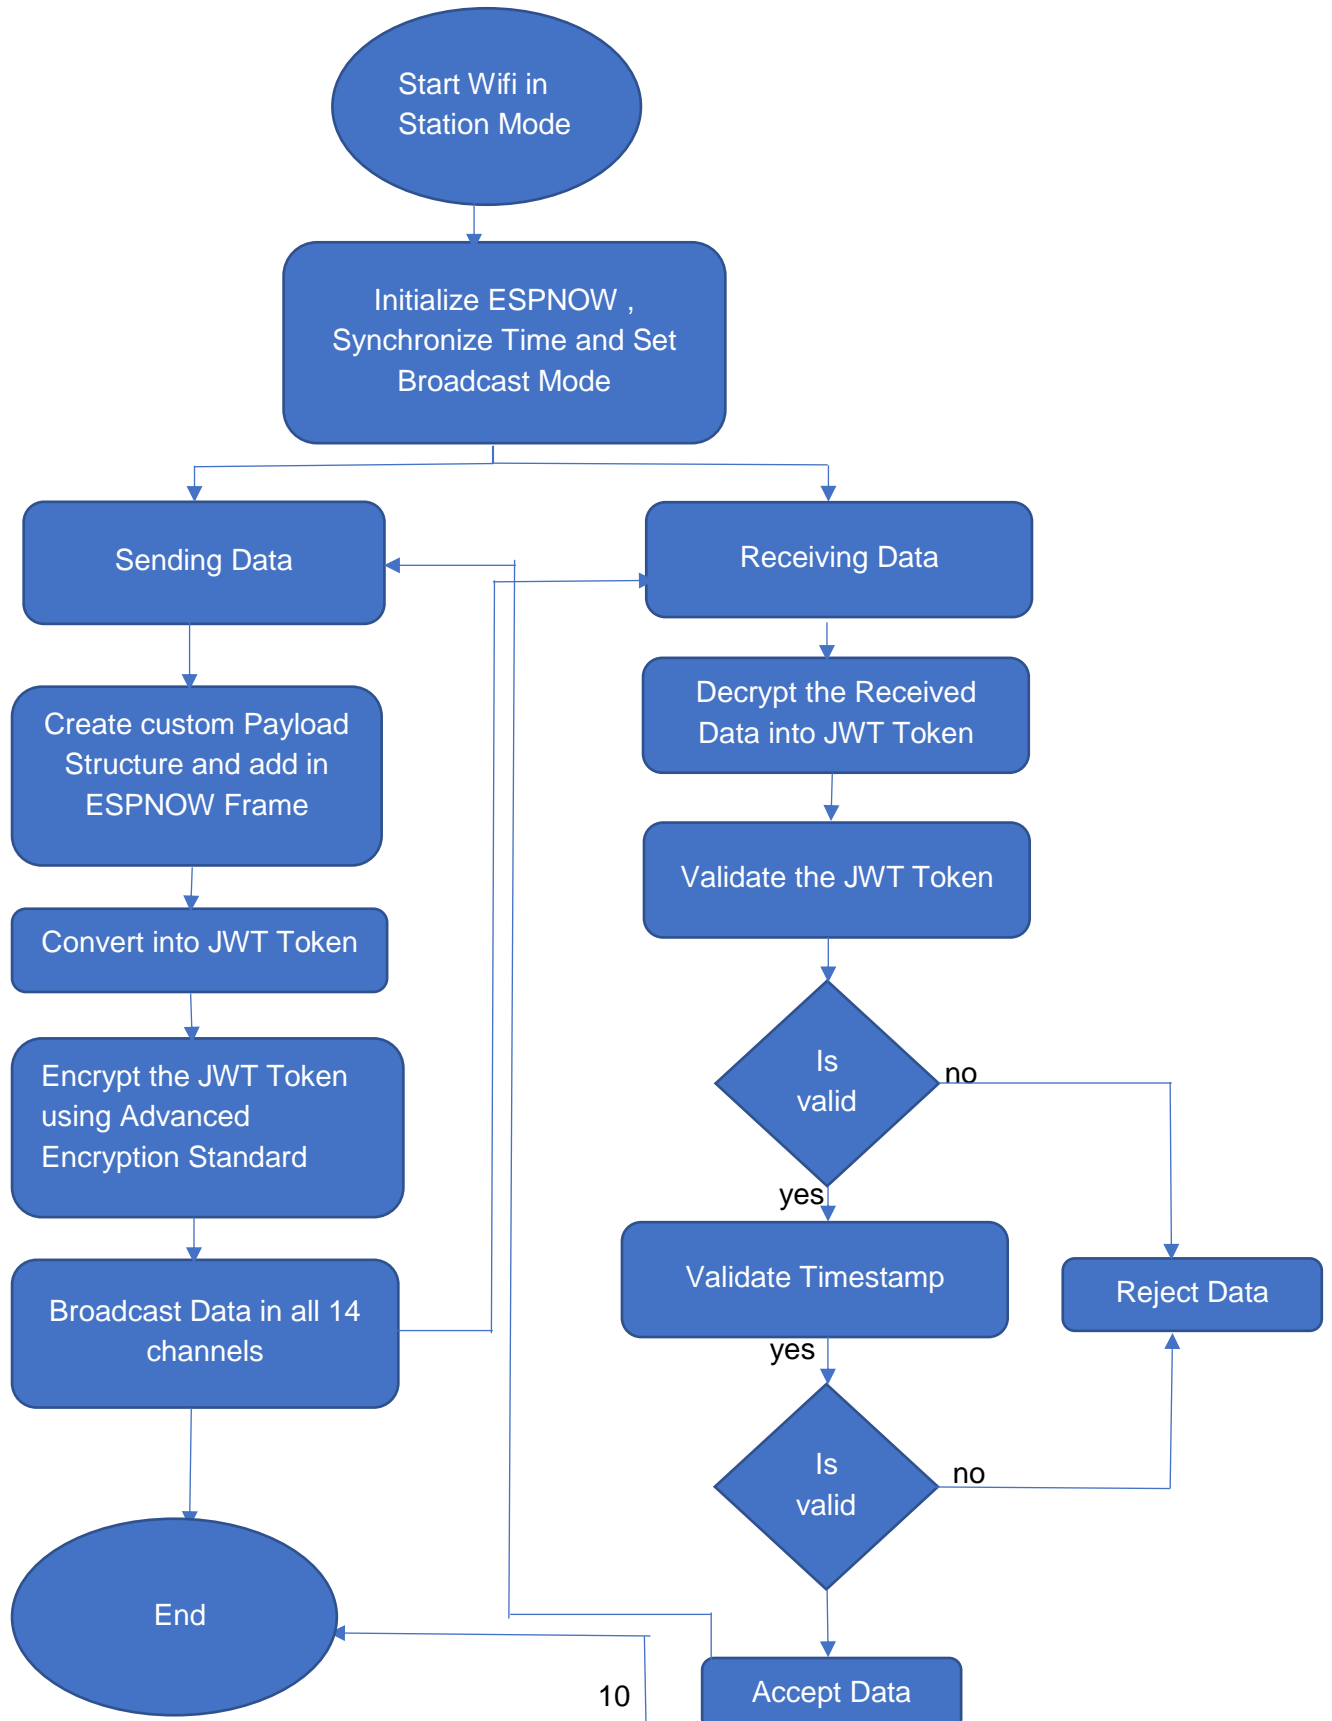 Start Wifi in
Station Mode
Initialize ESPNOW ,
Synchronize Time and Set
Broadcast Mode
Sending Data
Receiving Data
Create custom Payload
Structure and add in
ESPNOW Frame
Decrypt the Received
Data into JWT Token
Convert into JWT Token
Validate the JWT Token
Encrypt the JWT Token
using Advanced
Encryption Standard
Is
valid
no
yes
Broadcast Data in all 14
channels
Validate Timestamp
Reject Data
yes
Is
valid
no
End
Accept Data
10